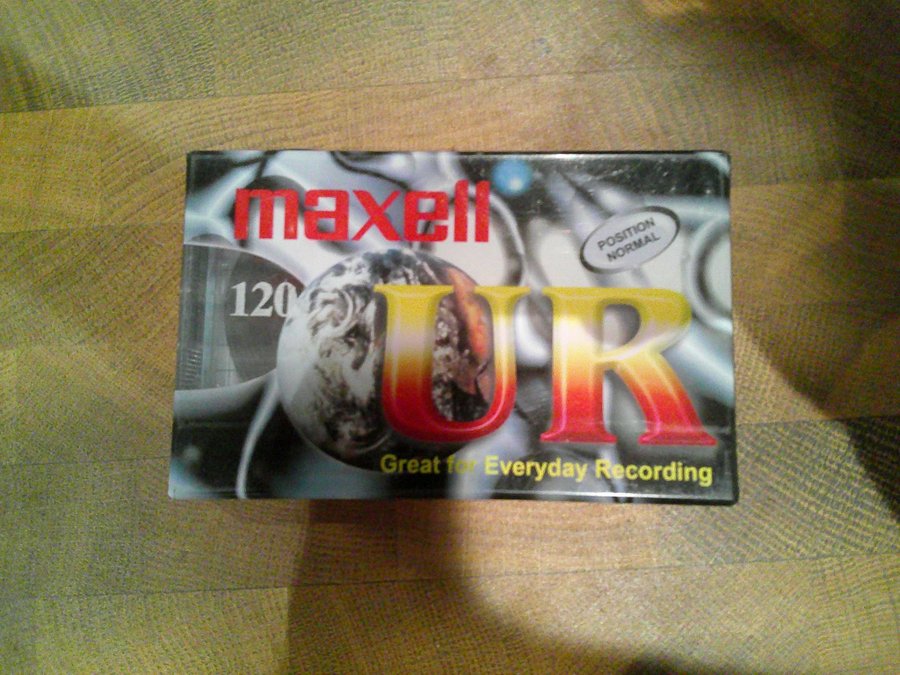 maxell
POSITION
NORMAL
120
UR
Great for Everyday Recording